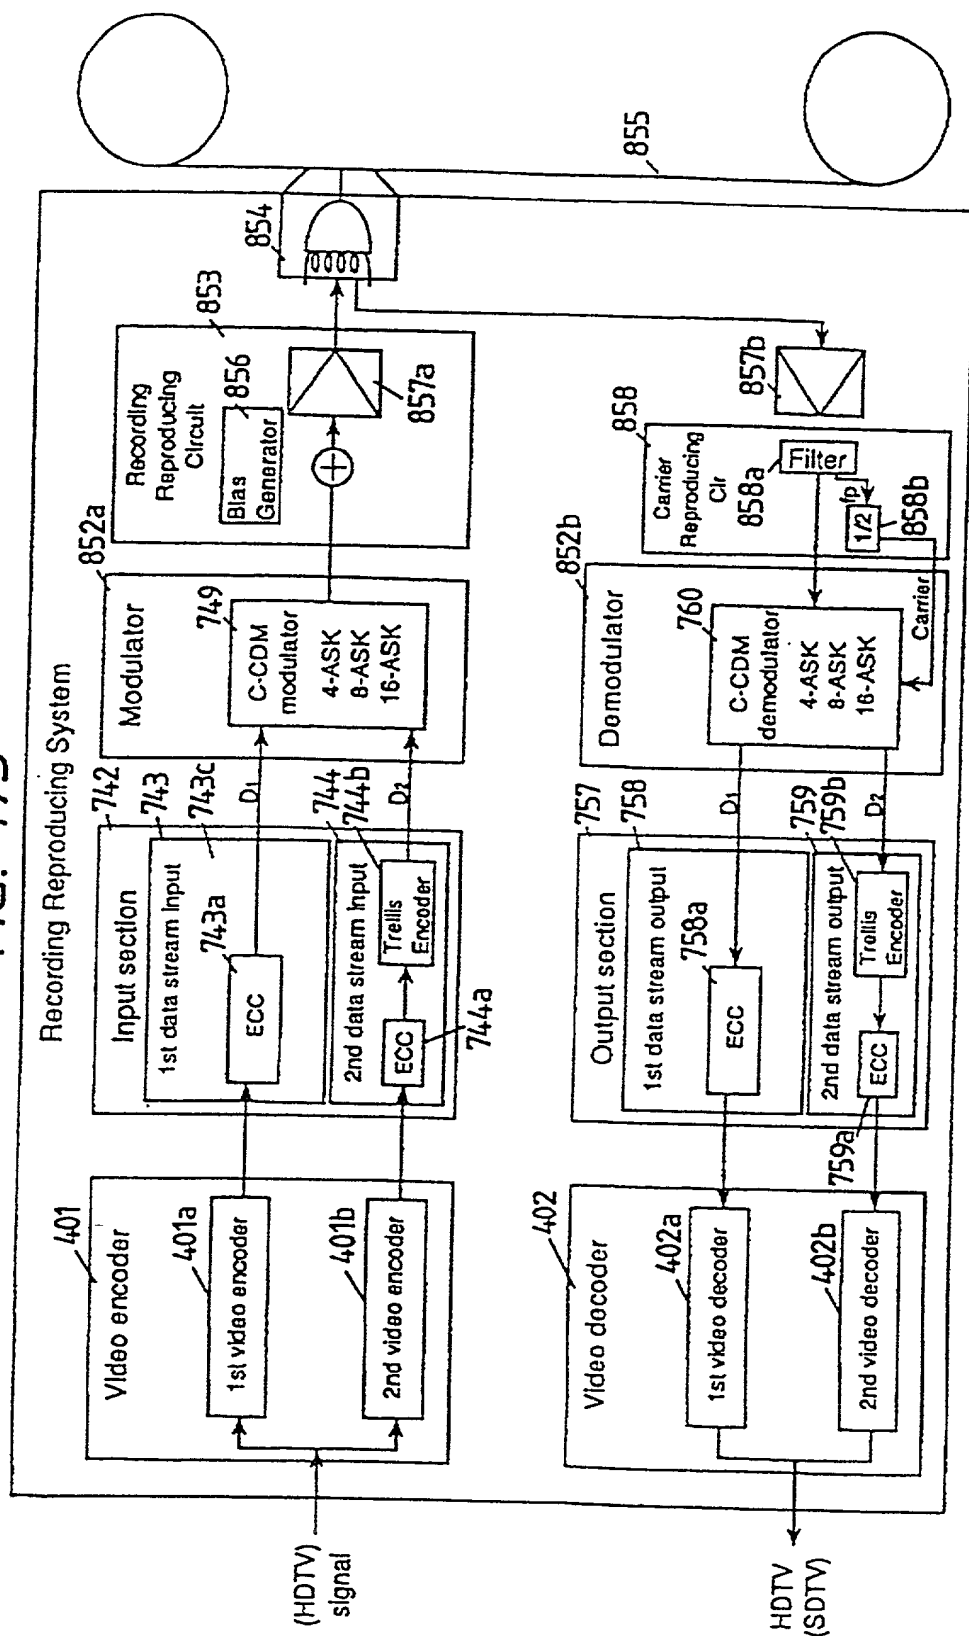 Recording Reproducing System
(HDTV)
signal
401
Video encoder
401a
1st video encoder
401b
2nd video encoder
742
Input section
743
1st data stream input
743c
743a
ECC
744
2nd data stream input
744b
ECC
Trellis
Encoder
744a
D1
D2
852a
Modulator
749
C-CDM
modulator
4-ASK
8-ASK
16-ASK
853
Recording
Reproducing
Circuit
856
Bias
Generator
857a
854
855
HDTV
(SDTV)
402
Video decoder
402a
1st video decoder
402b
2nd video decoder
757
Output section
758
1st data stream output
758a
ECC
759
2nd data stream output
759b
ECC
Trellis
Encoder
759a
D1
D2
852b
Demodulator
760
C-CDM
demodulator
4-ASK
8-ASK
16-ASK
Carrier
858
Carrier
Reproducing
Cir
858a
Filter
fp
1/2
858b
857b